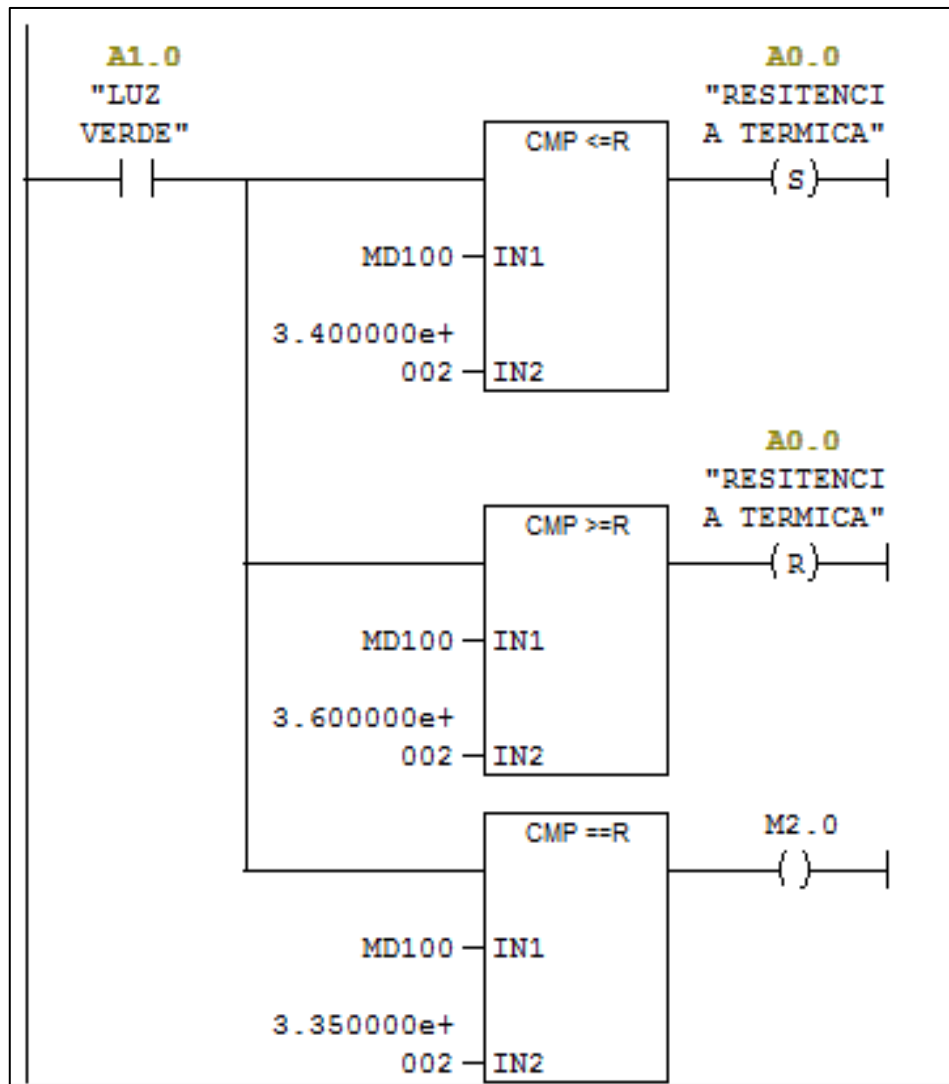 A1.0
"LUZ
VERDE"
A0.0
"RESITENCI
A TERMICA"
CMP <=R
( S )
MD100
IN1
3.400000e+
002
IN2
A0.0
"RESITENCI
A TERMICA"
CMP >=R
( R )
MD100
IN1
3.600000e+
002
IN2
CMP ==R
M2.0
( )
MD100
IN1
3.350000e+
002
IN2